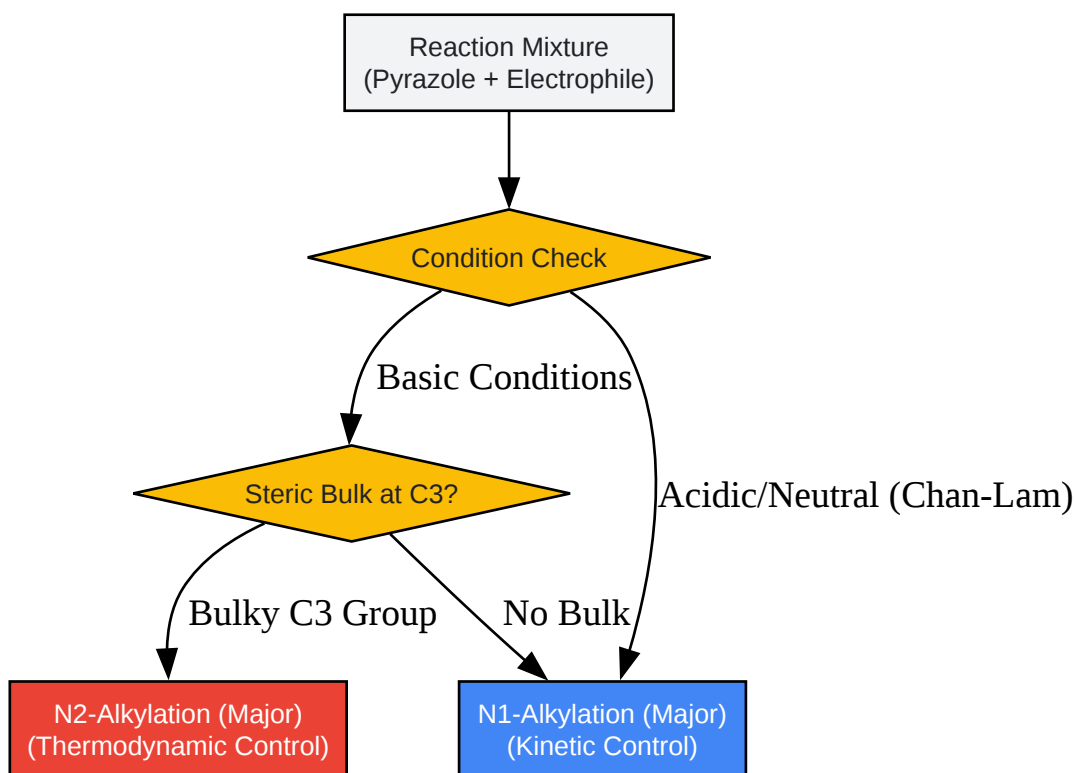 Reaction Mixture
(Pyrazole + Electrophile)
Condition Check
Basic Conditions
Steric Bulk at C3?
Acidic/Neutral (Chan-Lam)
Bulky C3 Group
No Bulk
N2-Alkylation (Major)
(Thermodynamic Control)
N1-Alkylation (Major)
(Kinetic Control)